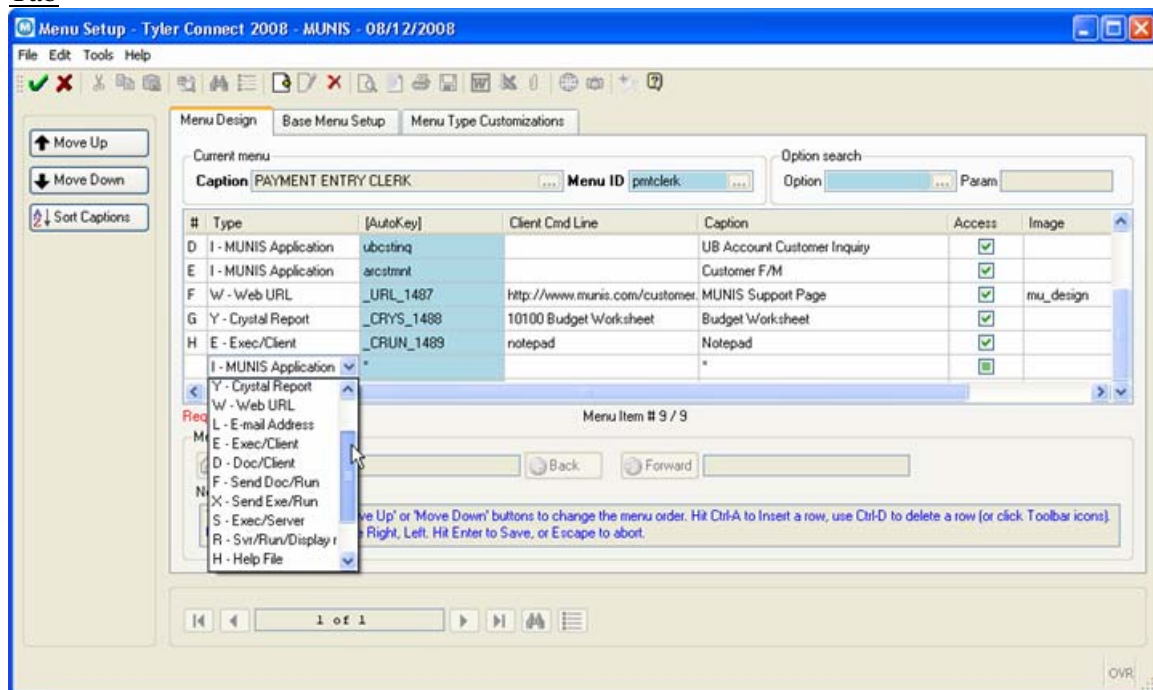 Tab
Menu Setup - Tyler Connect 2008 - MUNIS - 08/12/2008
File Edit Tools Help
Menu Design Base Menu Setup Menu Type Customizations
Move Up
Move Down
Sort Captions
Current menu
Caption PAYMENT ENTRY CLERK ... Menu ID pmtclerk ...
Option search
Option ... Param
# Type [AutoKey] Client Cmd Line Caption Access Image
D I - MUNIS Application ubcstinq UB Account Customer Inquiry
E I - MUNIS Application arcstmnt Customer F/M
F W - Web URL _URL_1487 http://www.munis.com/customer. MUNIS Support Page mu_design
G Y - Crystal Report _CRYS_1488 10100 Budget Worksheet Budget Worksheet
H E - Exec/Client _CRUN_1489 notepad Notepad
I - MUNIS Application * *
Y - Crystal Report
W - Web URL
L - E-mail Address
E - Exec/Client
D - Doc/Client
F - Send Doc/Run
X - Send Exe/Run
S - Exec/Server
R - Svr/Run/Display r
H - Help File
Req
Menu Item # 9 / 9
Me
Back Forward
N
ve Up' or 'Move Down' buttons to change the menu order. Hit Ctrl-A to Insert a row, use Ctrl-D to delete a row (or click Toolbar icons).
Right, Left. Hit Enter to Save, or Escape to abort.
1 of 1
OVR